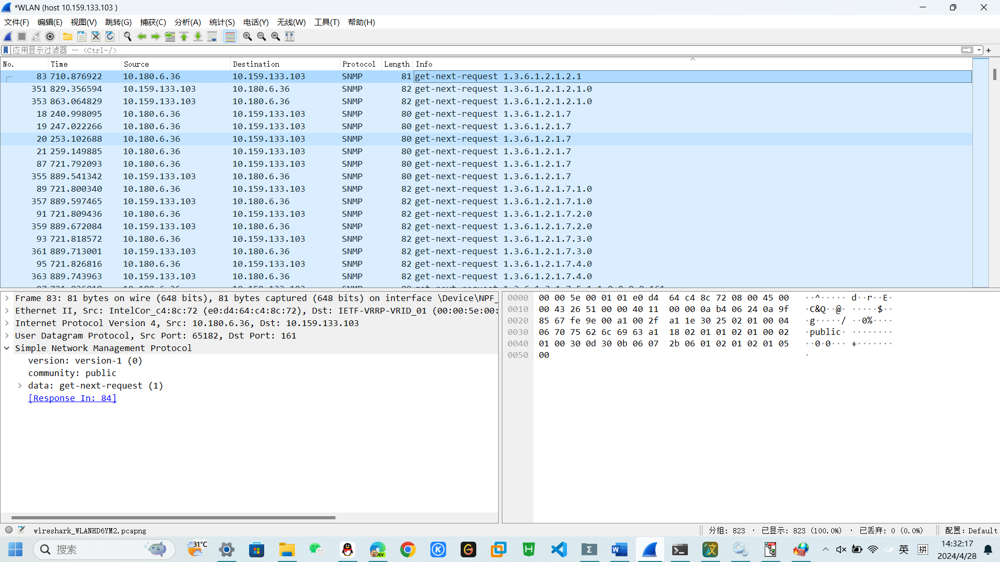 *WLAN (host 10.159.133.103 )
文件(F) 编辑(E) 视图(V) 跳转(G) 捕获(C) 分析(A) 统计(S) 电话(Y) 无线(W) 工具(T) 帮助(H)
应用显示过滤器 ⋯ <Ctrl-/>
No. Time Source Destination Protocol Length Info
83 710.876922 10.180.6.36 10.159.133.103 SNMP 81 get-next-request 1.3.6.1.2.1.2.1
351 829.356594 10.159.133.103 10.180.6.36 SNMP 82 get-next-request 1.3.6.1.2.1.2.1.0
353 863.064829 10.159.133.103 10.180.6.36 SNMP 82 get-next-request 1.3.6.1.2.1.2.1.0
18 240.998095 10.180.6.36 10.159.133.103 SNMP 80 get-next-request 1.3.6.1.2.1.7
19 247.022266 10.180.6.36 10.159.133.103 SNMP 80 get-next-request 1.3.6.1.2.1.7
20 253.102688 10.180.6.36 10.159.133.103 SNMP 80 get-next-request 1.3.6.1.2.1.7
21 259.149885 10.180.6.36 10.159.133.103 SNMP 80 get-next-request 1.3.6.1.2.1.7
87 721.792093 10.180.6.36 10.159.133.103 SNMP 80 get-next-request 1.3.6.1.2.1.7
355 889.541342 10.159.133.103 10.180.6.36 SNMP 80 get-next-request 1.3.6.1.2.1.7
89 721.800340 10.180.6.36 10.159.133.103 SNMP 82 get-next-request 1.3.6.1.2.1.7.1.0
357 889.597465 10.159.133.103 10.180.6.36 SNMP 82 get-next-request 1.3.6.1.2.1.7.1.0
91 721.809436 10.180.6.36 10.159.133.103 SNMP 82 get-next-request 1.3.6.1.2.1.7.2.0
359 889.672084 10.159.133.103 10.180.6.36 SNMP 82 get-next-request 1.3.6.1.2.1.7.2.0
93 721.818572 10.180.6.36 10.159.133.103 SNMP 82 get-next-request 1.3.6.1.2.1.7.3.0
361 889.713001 10.159.133.103 10.180.6.36 SNMP 82 get-next-request 1.3.6.1.2.1.7.3.0
95 721.826816 10.180.6.36 10.159.133.103 SNMP 82 get-next-request 1.3.6.1.2.1.7.4.0
363 889.743963 10.159.133.103 10.180.6.36 SNMP 82 get-next-request 1.3.6.1.2.1.7.4.0
Frame 83: 81 bytes on wire (648 bits), 81 bytes captured (648 bits) on interface \Device\NPF_
Ethernet II, Src: IntelCor_c4:8c:72 (e0:d4:64:c4:8c:72), Dst: IETF-VRRP-VRID_01 (00:00:5e:00:
Internet Protocol Version 4, Src: 10.180.6.36, Dst: 10.159.133.103
User Datagram Protocol, Src Port: 65182, Dst Port: 161
Simple Network Management Protocol
version: version-1 (0)
community: public
data: get-next-request (1)
[Response In: 84]
0000 00 00 5e 00 01 01 e0 d4 64 c4 8c 72 08 00 45 00 ··^····· d··r··E·
0010 00 43 26 51 00 00 40 11 00 00 0a b4 06 24 0a 9f ·C&Q··@· ·····$··
0020 85 67 fe 9e 00 a1 00 2f a1 1e 30 25 02 01 00 04 ·g·····/ ··0%····
0030 06 70 75 62 6c 69 63 a1 18 02 01 01 02 01 00 02 ·public· ········
0040 01 00 30 0d 30 0b 06 07 2b 06 01 02 01 02 01 05 ··0·0··· +·······
0050 00 ·
wireshark_WLANHD6YM2.pcapng
分组: 823 · 已显示: 823 (100.0%) · 已丢弃: 0 (0.0%) 配置: Default
搜索
31°C
DEV
英
拼
14:32:17
2024/4/28